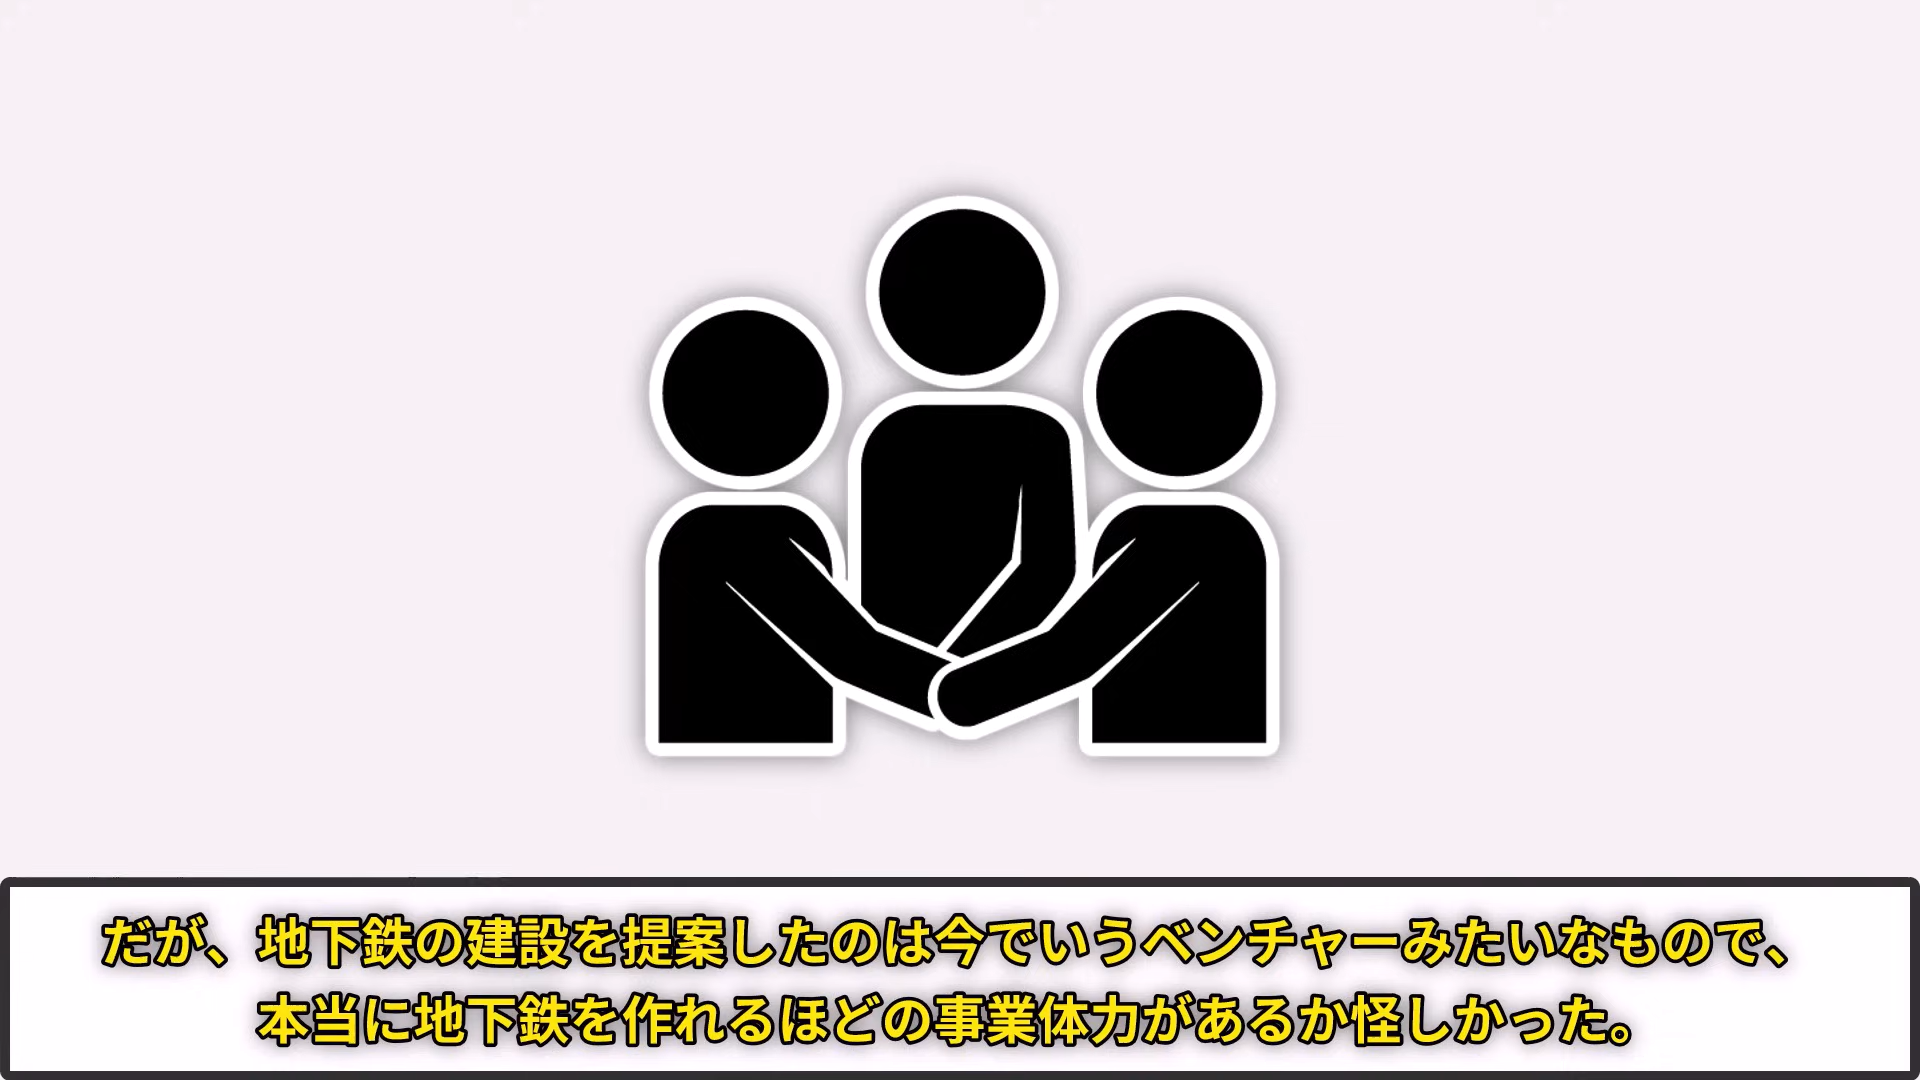 だが、地下鉄の建設を提案したのは今でいうベンチャーみたいなもので、
本当に地下鉄を作れるほどの事業体力があるか怪しかった。